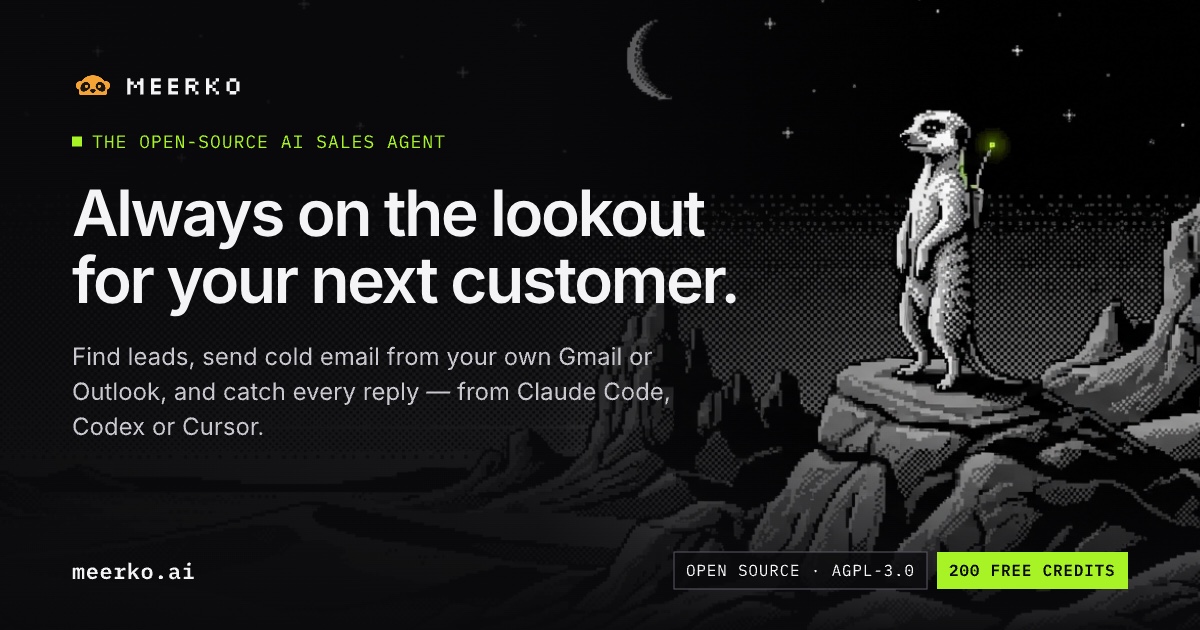 MEERKO
THE OPEN-SOURCE AI SALES AGENT
Always on the lookout
for your next customer.
Find leads, send cold email from your own Gmail or
Outlook, and catch every reply — from Claude Code,
Codex or Cursor.
meerko.ai
OPEN SOURCE · AGPL-3.0
200 FREE CREDITS